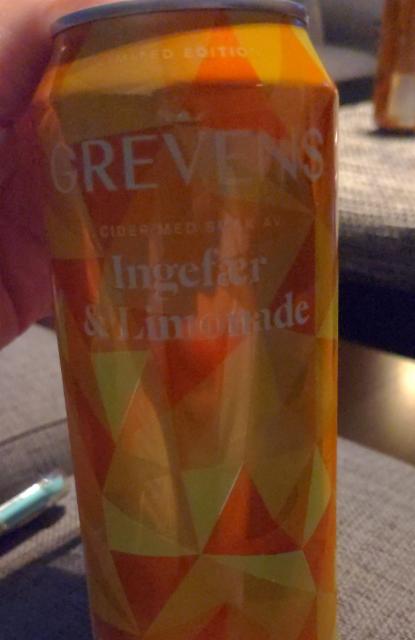 LIMITED EDITION
GREVENS
CIDER MED SMAK AV
Ingefær
& Limonade